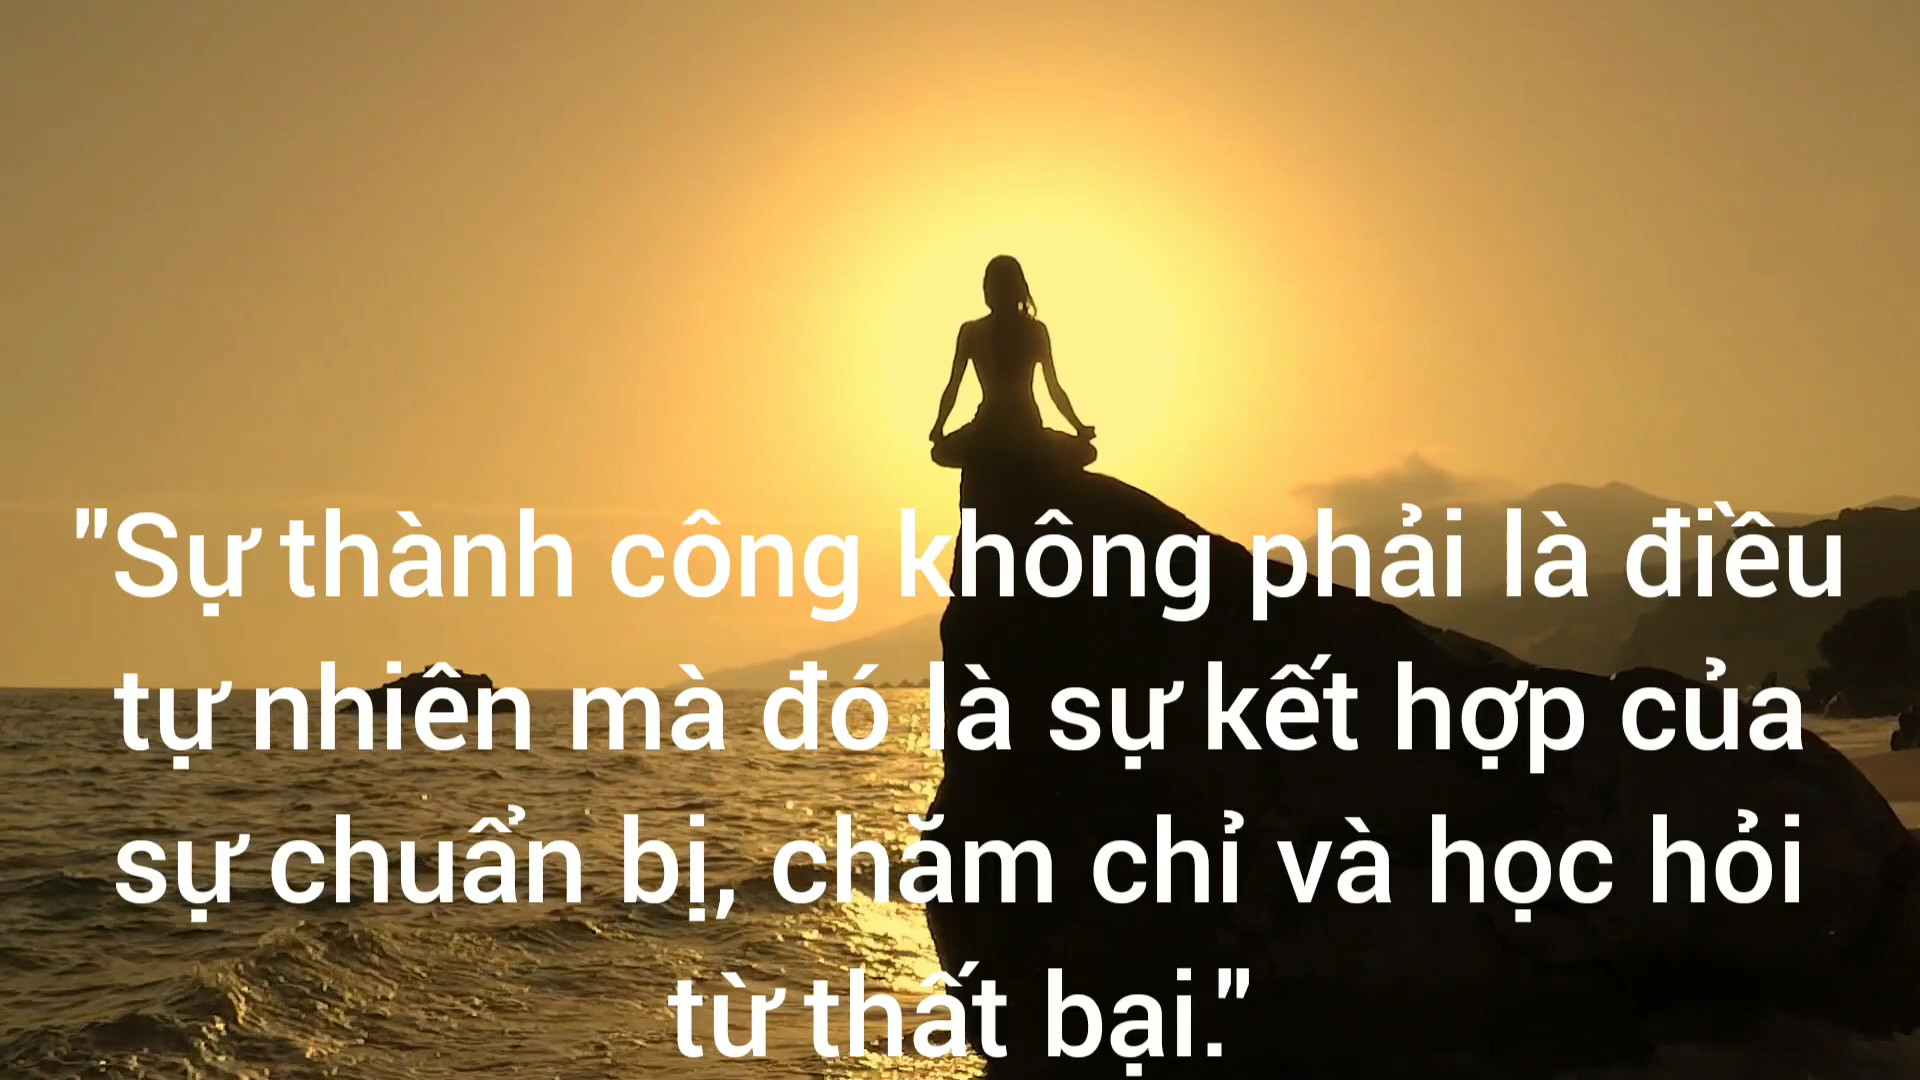 "Sự thành công không phải là điều
tự nhiên mà đó là sự kết hợp của
sự chuẩn bị, chăm chỉ và học hỏi
từ thất bại."